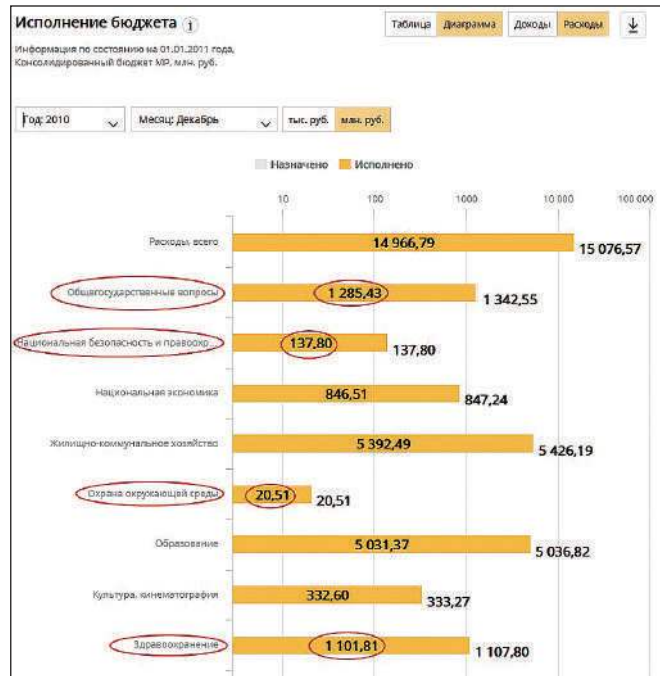 Исполнение бюджета i
Таблица Диаграмма Доходы Расходы
Информация по состоянию на 01.01.2011 года,
Консолидированный бюджет МР, млн. руб.
Год: 2010 Месяц: Декабрь тыс. руб. млн. руб.
Назначено Исполнено
10 100 1000 10 000 100 000
Расходы, всего 14 966,79 15 076,57
Общегосударственные вопросы 1 285,43 1 342,55
Национальная безопасность и правоохр... 137,80 137,80
Национальная экономика 846,51 847,24
Жилищно-коммунальное хозяйство 5 392,49 5 426,19
Охрана окружающей среды 20,51 20,51
Образование 5 031,37 5 036,82
Культура, кинематография 332,60 333,27
Здравоохранение 1 101,81 1 107,80